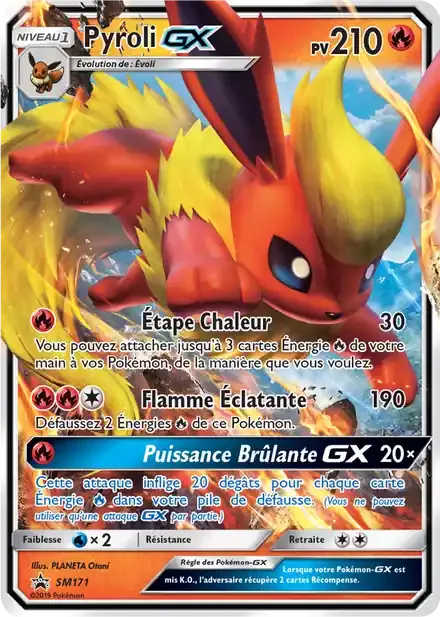 NIVEAU 1
Pyroli GX
PV 210
Évolution de : Évoli
Étape Chaleur 30
Vous pouvez attacher jusqu'à 3 cartes Énergie de votre
main à vos Pokémon, de la manière que vous voulez.
Flamme Éclatante 190
Défaussez 2 Énergies de ce Pokémon.
Puissance Brûlante GX 20×
Cette attaque inflige 20 dégâts pour chaque carte
Énergie dans votre pile de défausse. (Vous ne pouvez
utiliser qu'une attaque GX par partie.)
Faiblesse ×2 Résistance Retraite
Illus. PLANETA Otani
SM171
©2019 Pokémon
Règle des Pokémon-GX
Lorsque votre Pokémon-GX est
mis K.O., l'adversaire récupère 2 cartes Récompense.